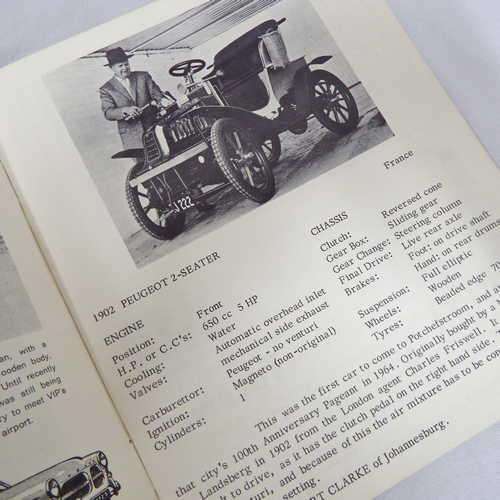 an, with a
ooden body.
Until recently
was still being
y to meet VIP's
airport.
J 222
1902 PEUGEOT 2-SEATER
France
ENGINE
Position: Front
H.P. or C.C's: 650 cc 5 HP
Cooling: Water
Valves: Automatic overhead inlet
mechanical side exhaust
Carburetor: Peugeot - no venturi
Ignition: Magneto (non-original)
Cylinders: 1
CHASSIS
Clutch: Reversed cone
Gear Box: Sliding gear
Gear Change: Steering column
Final Drive: Live rear axle
Brakes: Foot: on drive shaft
Hand: on rear drums
Suspension: Full elliptic
Wheels: Wooden
Tyres: Beaded edge 70
This was the first car to come to Potchefstroom, and as
that city's 100th Anniversary Pageant in 1964. Originally bought by a
Landsberg in 1902 from the London agent Charles Friswell, i
to drive, as it has the clutch pedal on the right hand side.
turi, and because of this the air mixture has to be con
setting.
CLARKE of Johannesburg.